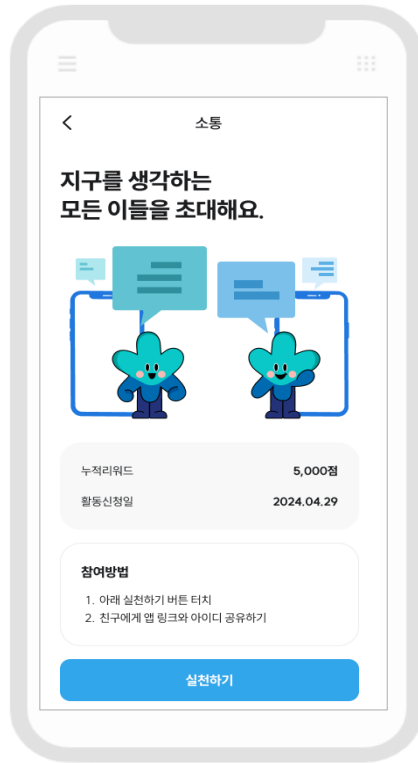 소통
지구를 생각하는
모든 이들을 초대해요.
누적리워드 5,000점
활동신청일 2024.04.29
참여방법
1. 아래 실천하기 버튼 터치
2. 친구에게 앱 링크와 아이디 공유하기
실천하기